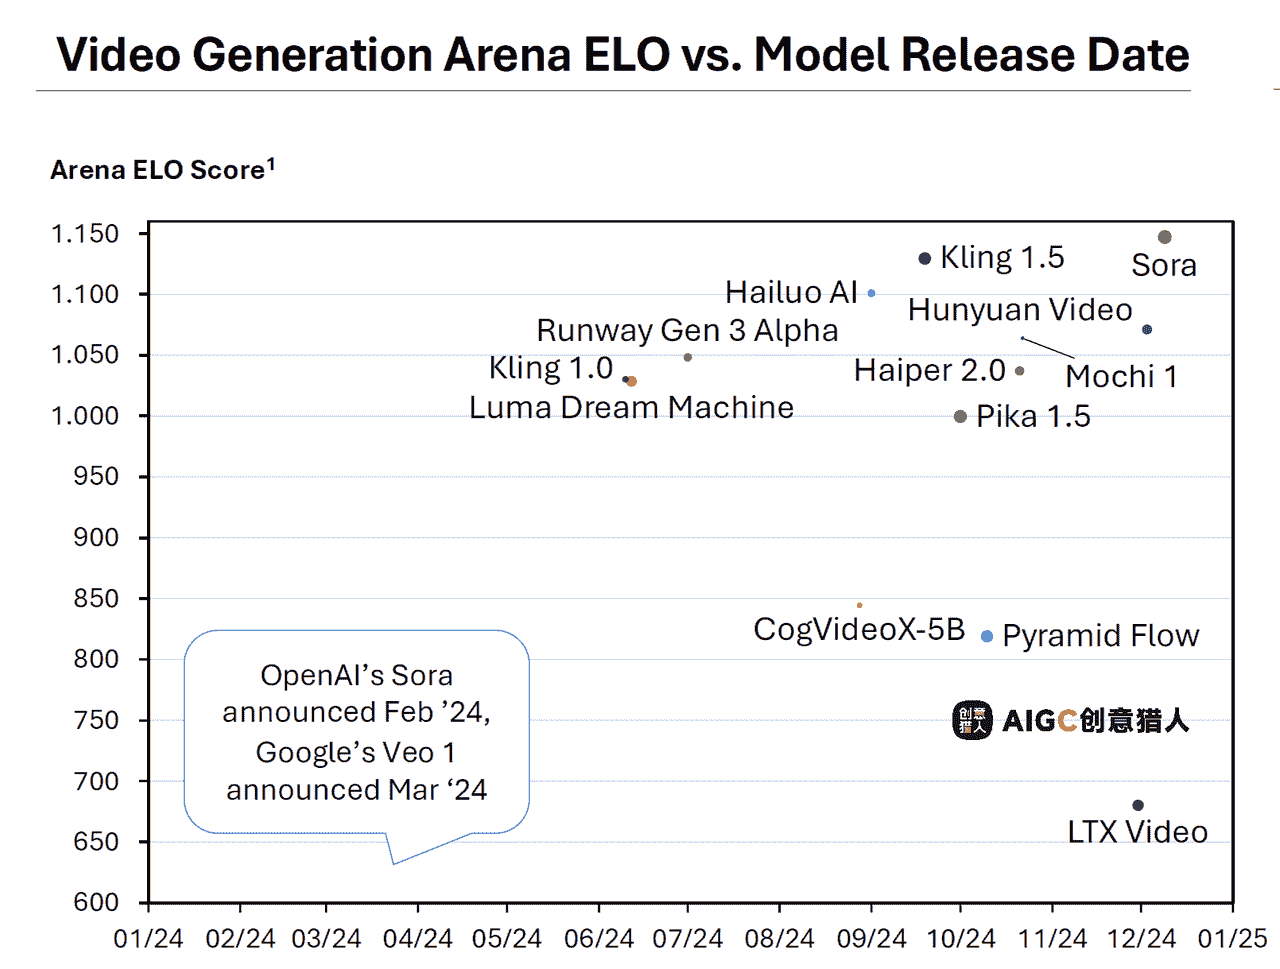 Video Generation Arena ELO vs. Model Release Date
Arena ELO Score¹
1.150
1.100
1.050
1.000
950
900
850
800
750
700
650
600
Sora
Kling 1.5
Hailuo AI
Hunyuan Video
Runway Gen 3 Alpha
Kling 1.0
Haiper 2.0
Mochi 1
Luma Dream Machine
Pika 1.5
CogVideoX-5B
Pyramid Flow
OpenAI’s Sora
announced Feb ’24,
Google’s Veo 1
announced Mar ‘24
创意猎人
AIGC创意猎人
LTX Video
01/24 02/24 03/24 04/24 05/24 06/24 07/24 08/24 09/24 10/24 11/24 12/24 01/25